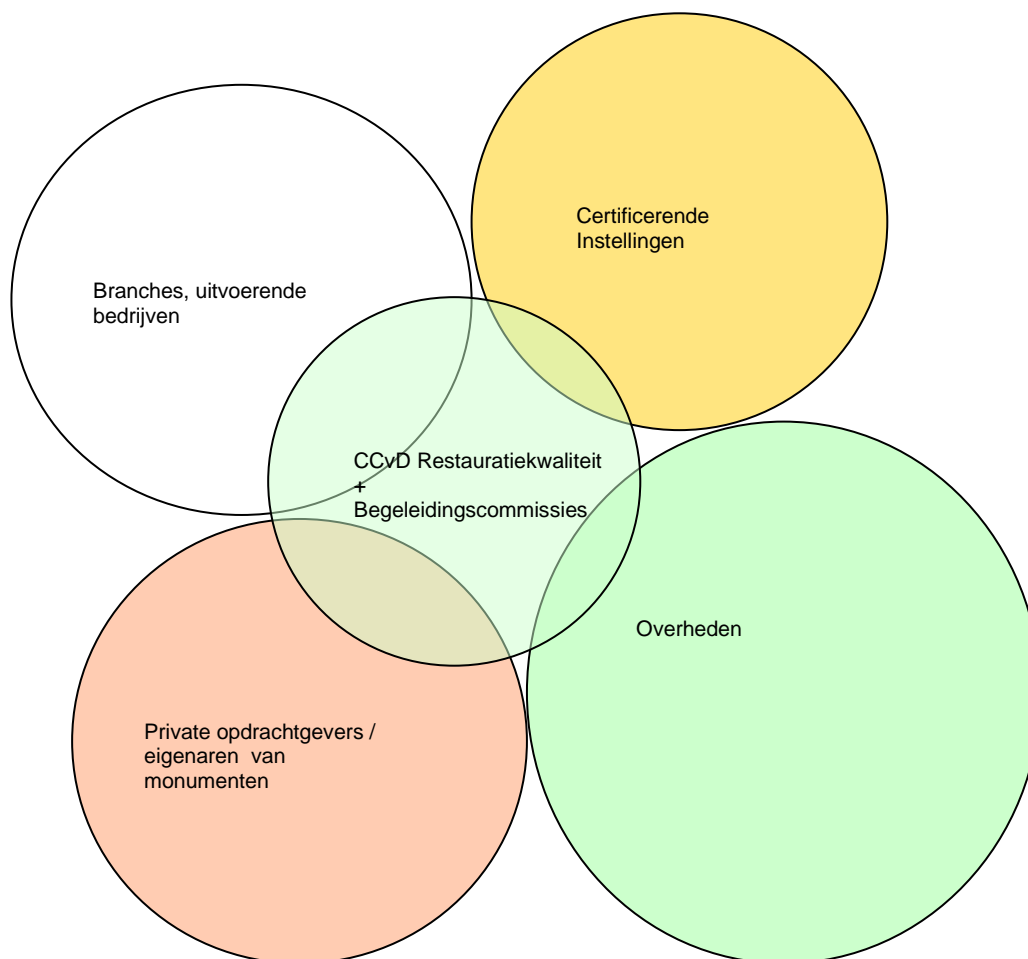 Certificerende
Instellingen
Branches, uitvoerende
bedrijven
CCvD Restauratiekwaliteit
+
Begeleidingscommissies
Overheden
Private opdrachtgevers /
eigenaren van
monumenten